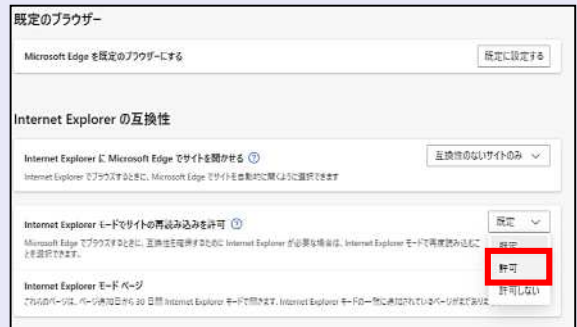 既定のブラウザー
Microsoft Edge を既定のブラウザーにする
既定に設定する
Internet Explorer の互換性
Internet Explorer に Microsoft Edge でサイトを開かせる
互換性のないサイトのみ
Internet Explorer でブラウズするときに、Microsoft Edge でサイトを自動的に開くように選択できます
Internet Explorer モードでサイトの再読み込みを許可
既定
Microsoft Edge でブラウズするときに、互換性を確保するために Internet Explorer が必要な場合は、Internet Explorer モードで再度読み込むこ
とを選択できます。
既定
許可
許可しない
Internet Explorer モード ページ
これらのページは、ページ追加日から 30 日間 Internet Explorer モードで開きます。Internet Explorer モードの一覧に追加されているページがまだありま